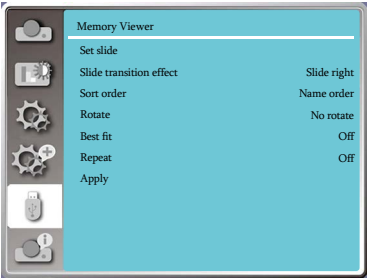 Memory Viewer
Set slide
Slide transition effect Slide right
Sort order Name order
Rotate No rotate
Best fit Off
Repeat Off
Apply